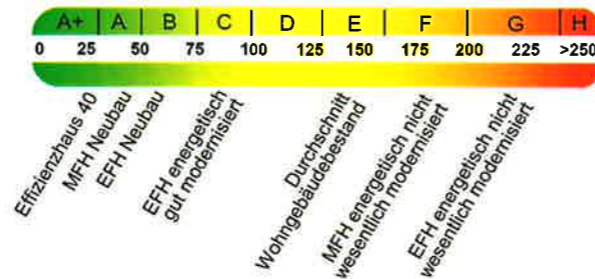 A+ A B C D E F G H
0 25 50 75 100 125 150 175 200 225 >250
Effizienzhaus 40
MFH Neubau
EFH Neubau
EFH energetisch
gut modernisiert
Durchschnitt
Wohngebäudebestand
MFH energetisch nicht
wesentlich modernisiert
EFH energetisch nicht
wesentlich modernisiert